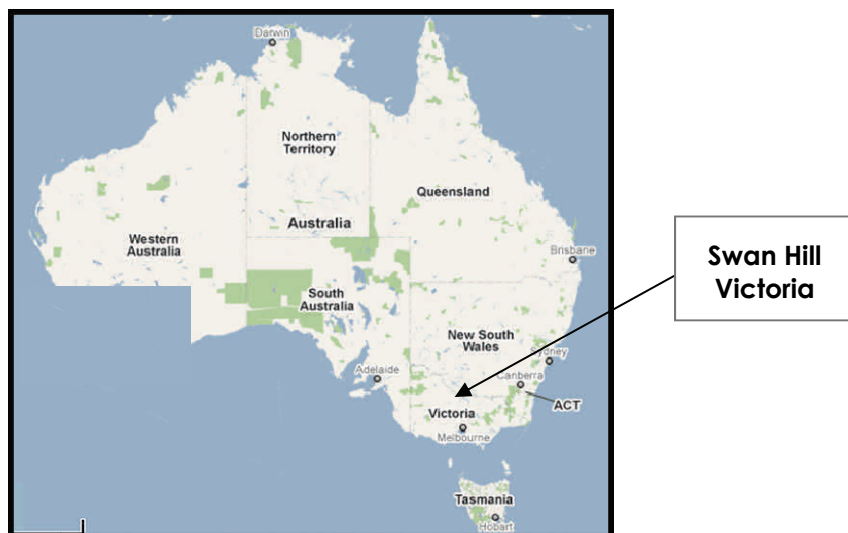 Darwin
Northern
Territory
Queensland
Australia
Western
Australia
Brisbane
South
Australia
New South
Wales
Sydney
Adelaide
Canberra
ACT
Victoria
Melbourne
Tasmania
Hobart
Swan Hill
Victoria